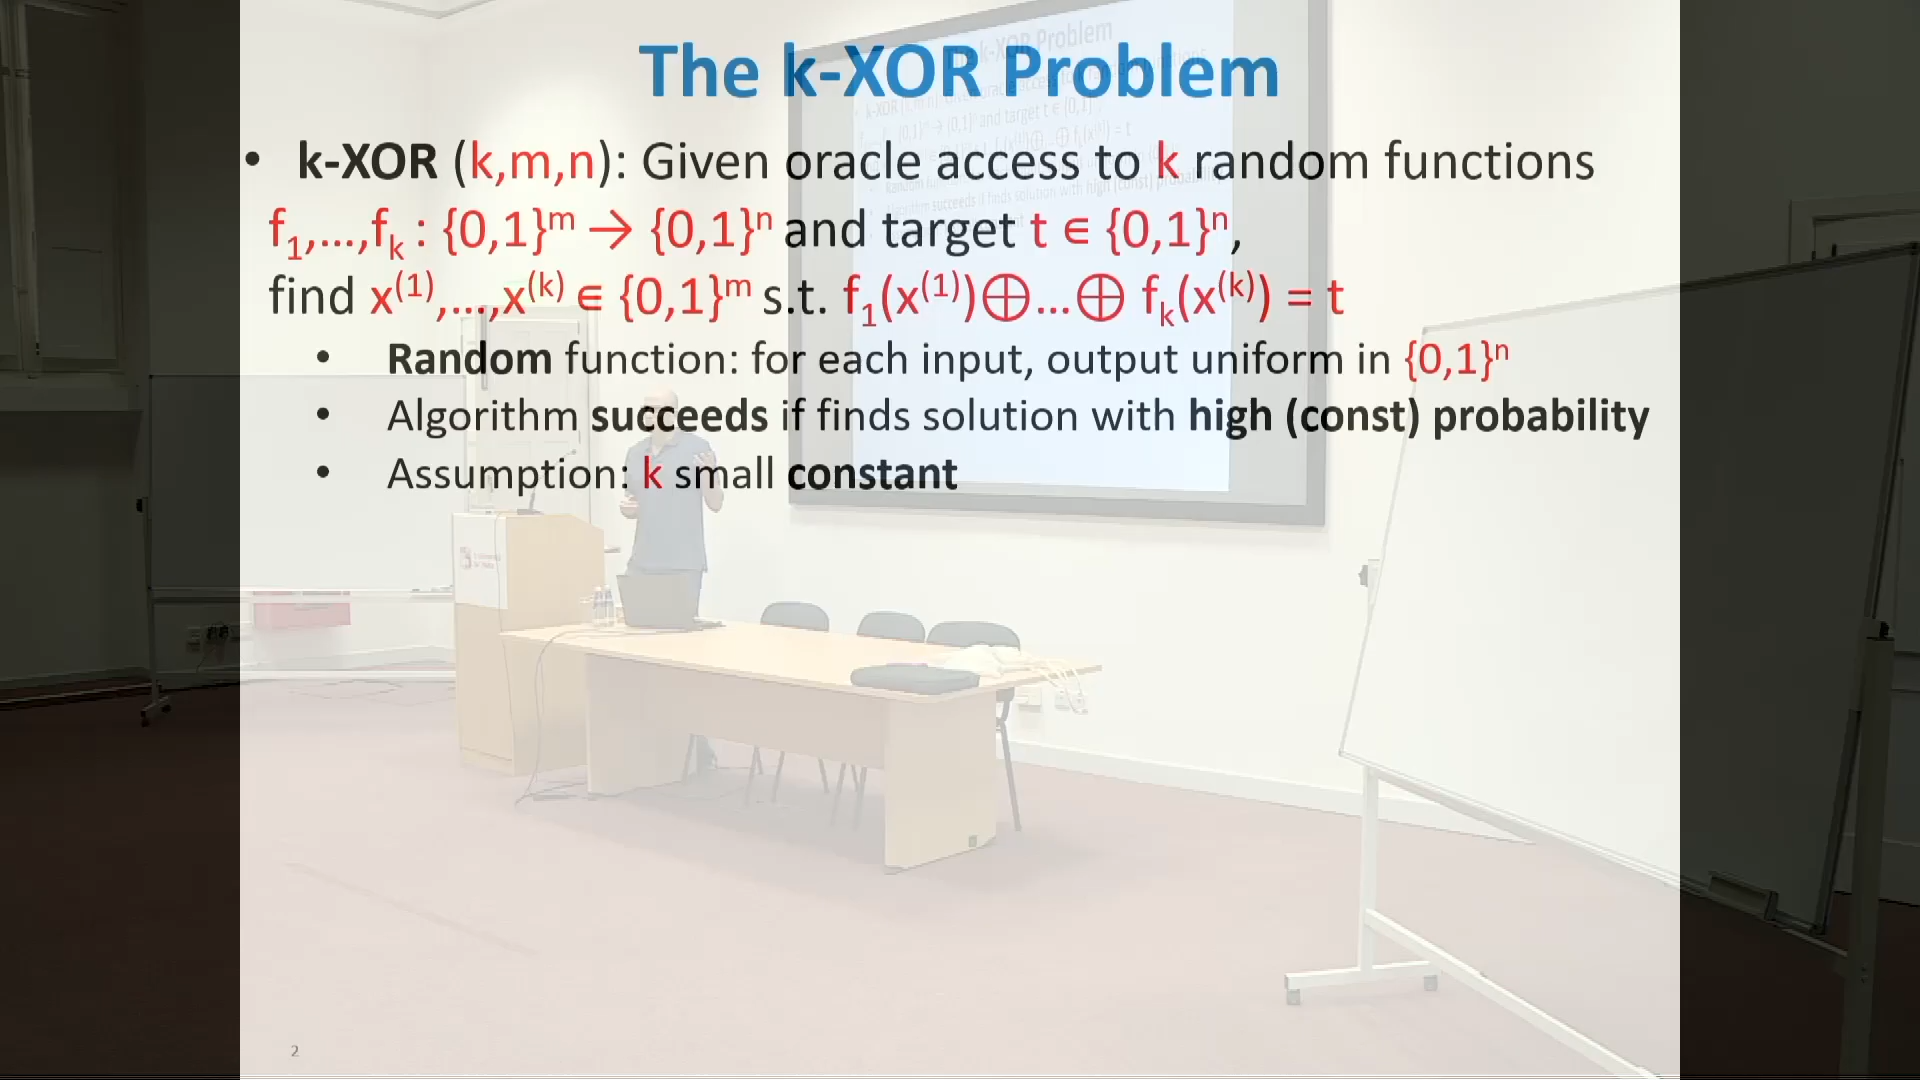 The k-XOR Problem
• k-XOR (k,m,n): Given oracle access to k random functions
f₁,…,fₖ : {0,1}ᵐ → {0,1}ⁿ and target t ∈ {0,1}ⁿ,
find x⁽¹⁾,…,x⁽ᵏ⁾ ∈ {0,1}ᵐ s.t. f₁(x⁽¹⁾)⊕…⊕ fₖ(x⁽ᵏ⁾) = t
• Random function: for each input, output uniform in {0,1}ⁿ
• Algorithm succeeds if finds solution with high (const) probability
• Assumption: k small constant
2